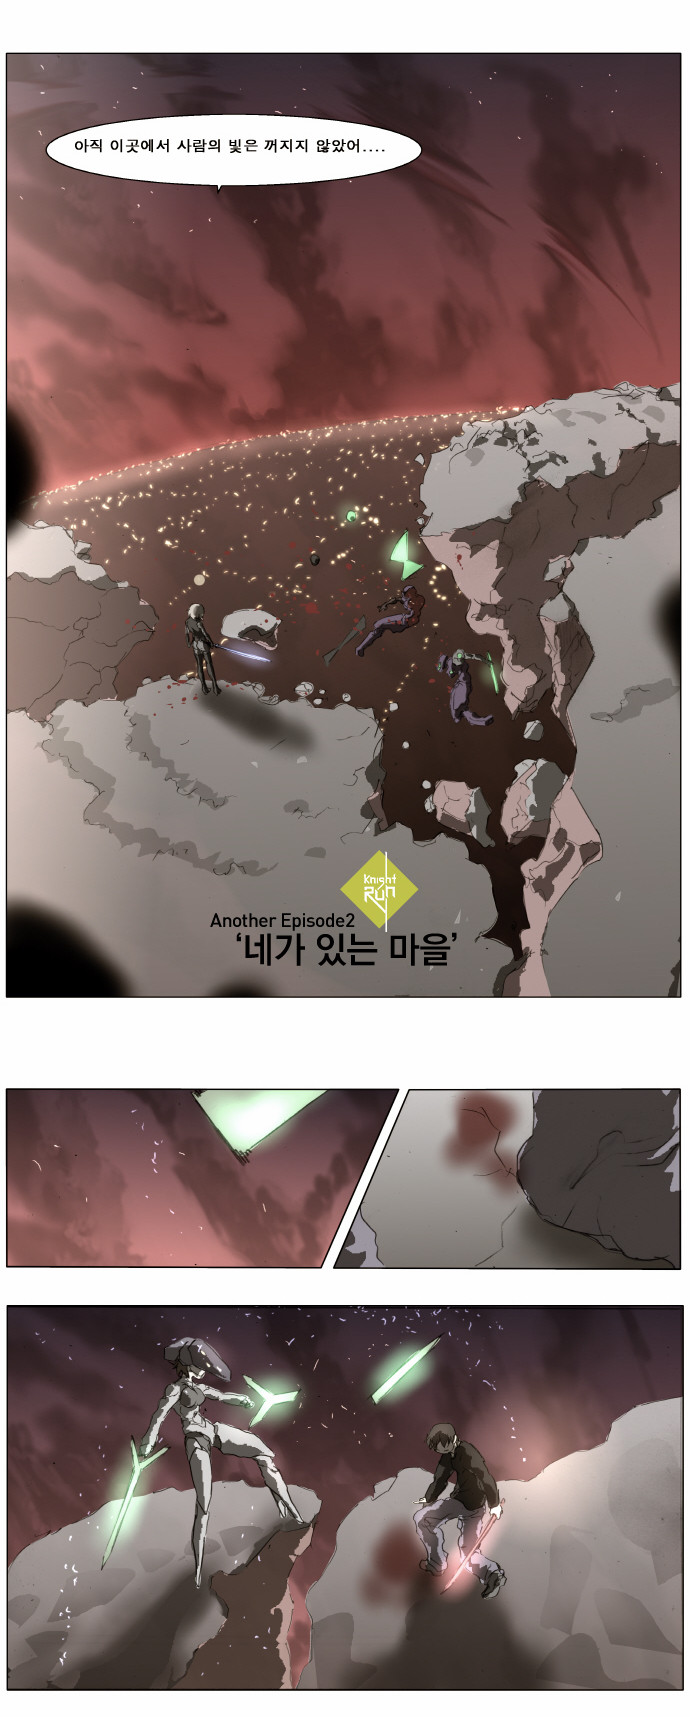 아직 이곳에서 사람의 빛은 꺼지지 않았어....
Knight
Run
Another Episode2
‘네가 있는 마을’